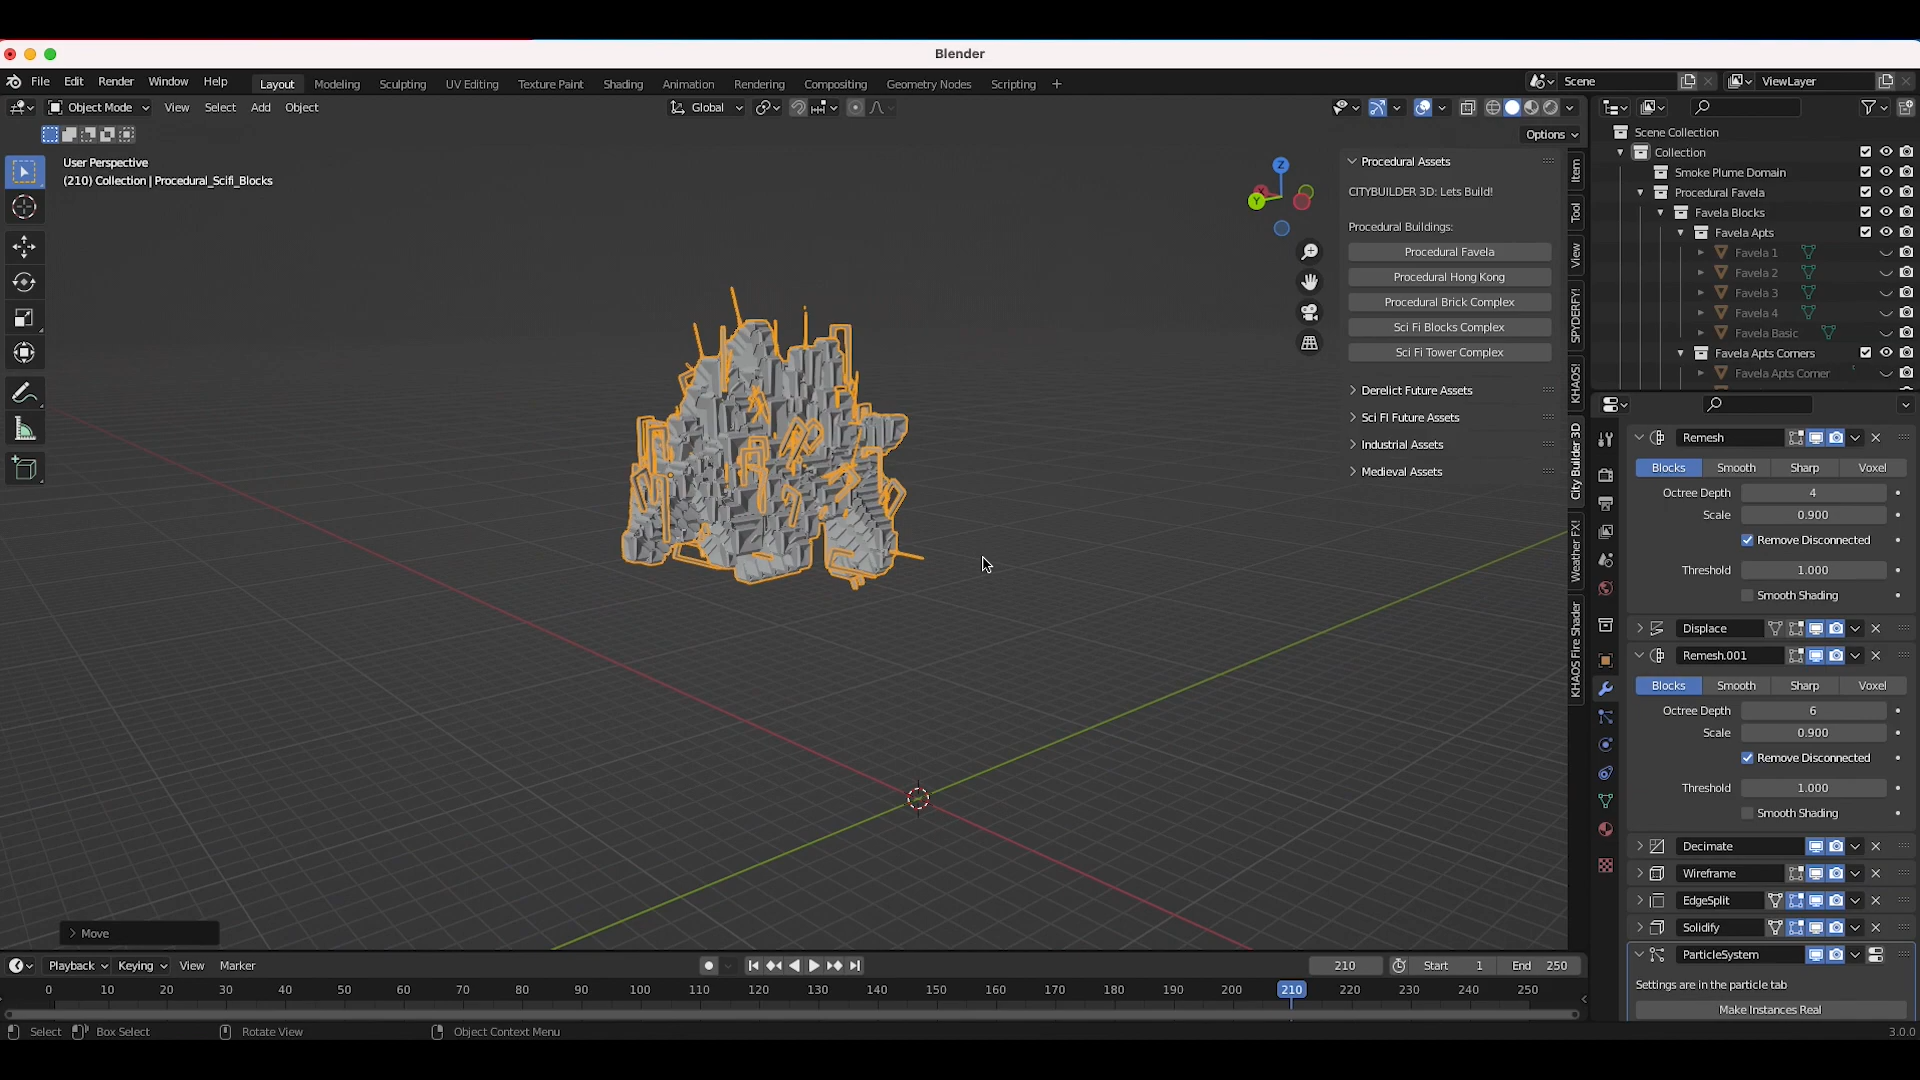 Blender
File Edit Render Window Help Layout Modeling Sculpting UV Editing Texture Paint Shading Animation Rendering Compositing Geometry Nodes Scripting + Scene ViewLayer
Object Mode View Select Add Object Global
Options
User Perspective
(210) Collection | Procedural_Scifi_Blocks
Z
X
Y
Procedural Assets
CITYBUILDER 3D: Lets Build!
Procedural Buildings:
Procedural Favela
Procedural Hong Kong
Procedural Brick Complex
Sci Fi Blocks Complex
Sci Fi Tower Complex
Derelict Future Assets
Sci FI Future Assets
Industrial Assets
Medieval Assets
Item
Tool
View
SPYDERFY!
KHAOS!
City Builder 3D
Weather FX!
KHAOS Fire Shader
Scene Collection
Collection
Smoke Plume Domain
Procedural Favela
Favela Blocks
Favela Apts
Favela 1
Favela 2
Favela 3
Favela 4
Favela Basic
Favela Apts Corners
Favela Apts Corner
Remesh
Blocks Smooth Sharp Voxel
Octree Depth 4
Scale 0.900
Remove Disconnected
Threshold 1.000
Smooth Shading
Displace
Remesh.001
Blocks Smooth Sharp Voxel
Octree Depth 6
Scale 0.900
Remove Disconnected
Threshold 1.000
Smooth Shading
Decimate
Wireframe
EdgeSplit
Solidify
ParticleSystem
Settings are in the particle tab
Make Instances Real
Move
Playback Keying View Marker 210 Start 1 End 250
0 10 20 30 40 50 60 70 80 90 100 110 120 130 140 150 160 170 180 190 200 210 220 230 240 250
Select Box Select Rotate View Object Context Menu 3.0.0